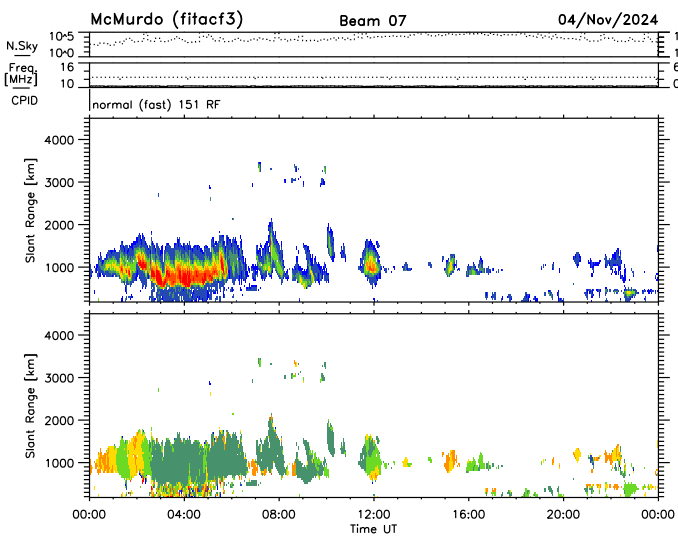 McMurdo (fitacf3) Beam 07 04/Nov/2024
N.Sky 10^5 10^0
Freq. [MHz] 16 10
CPID normal (fast) 151 RF
Slant Range [km] 4000 3000 2000 1000
Slant Range [km] 4000 3000 2000 1000
00:00 04:00 08:00 12:00 16:00 20:00 00:00
Time UT